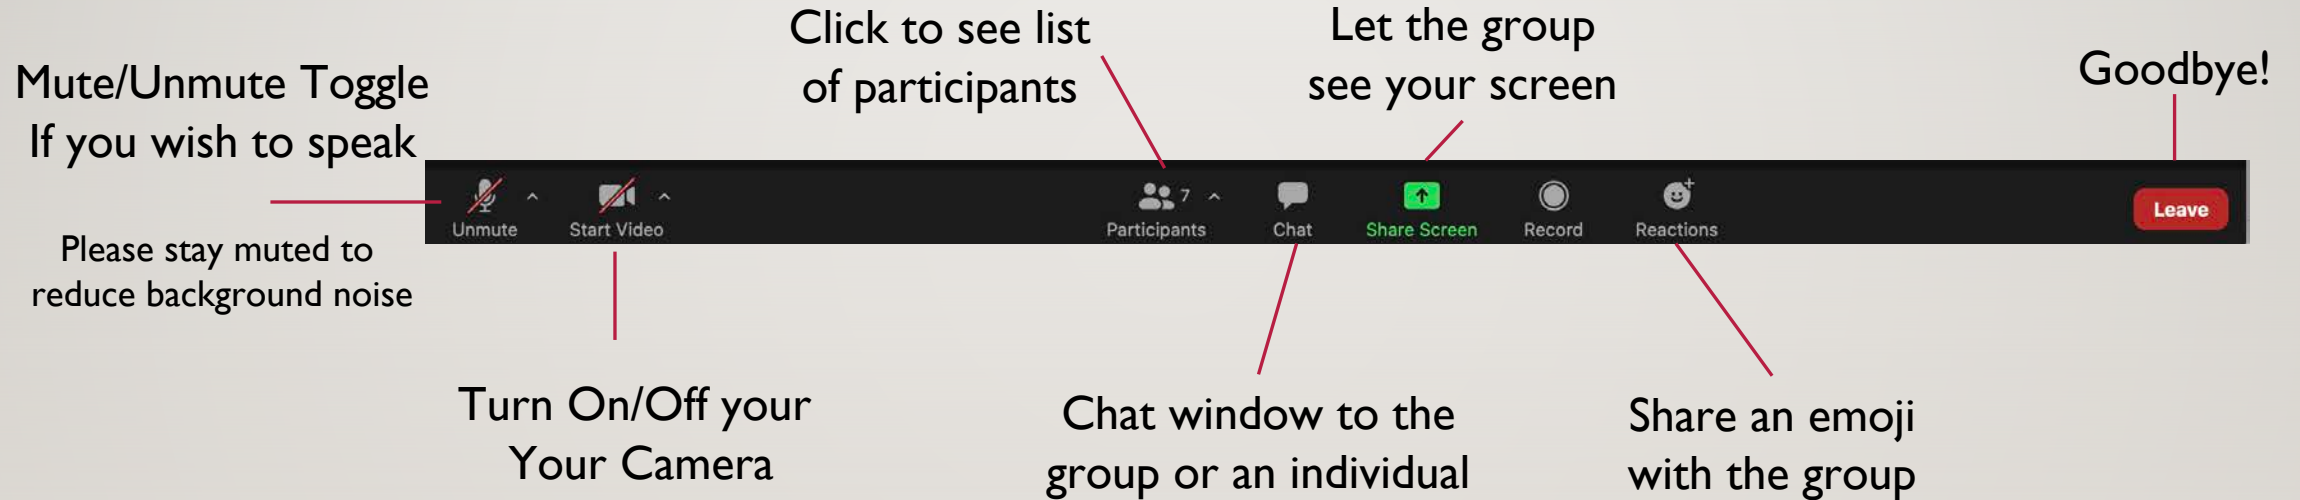 Mute/Unmute Toggle
If you wish to speak
Please stay muted to
reduce background noise
Click to see list
of participants
Let the group
see your screen
Goodbye!
Unmute
Start Video
7
Participants
Chat
Share Screen
Record
Reactions
Leave
Turn On/Off your
Your Camera
Chat window to the
group or an individual
Share an emoji
with the group